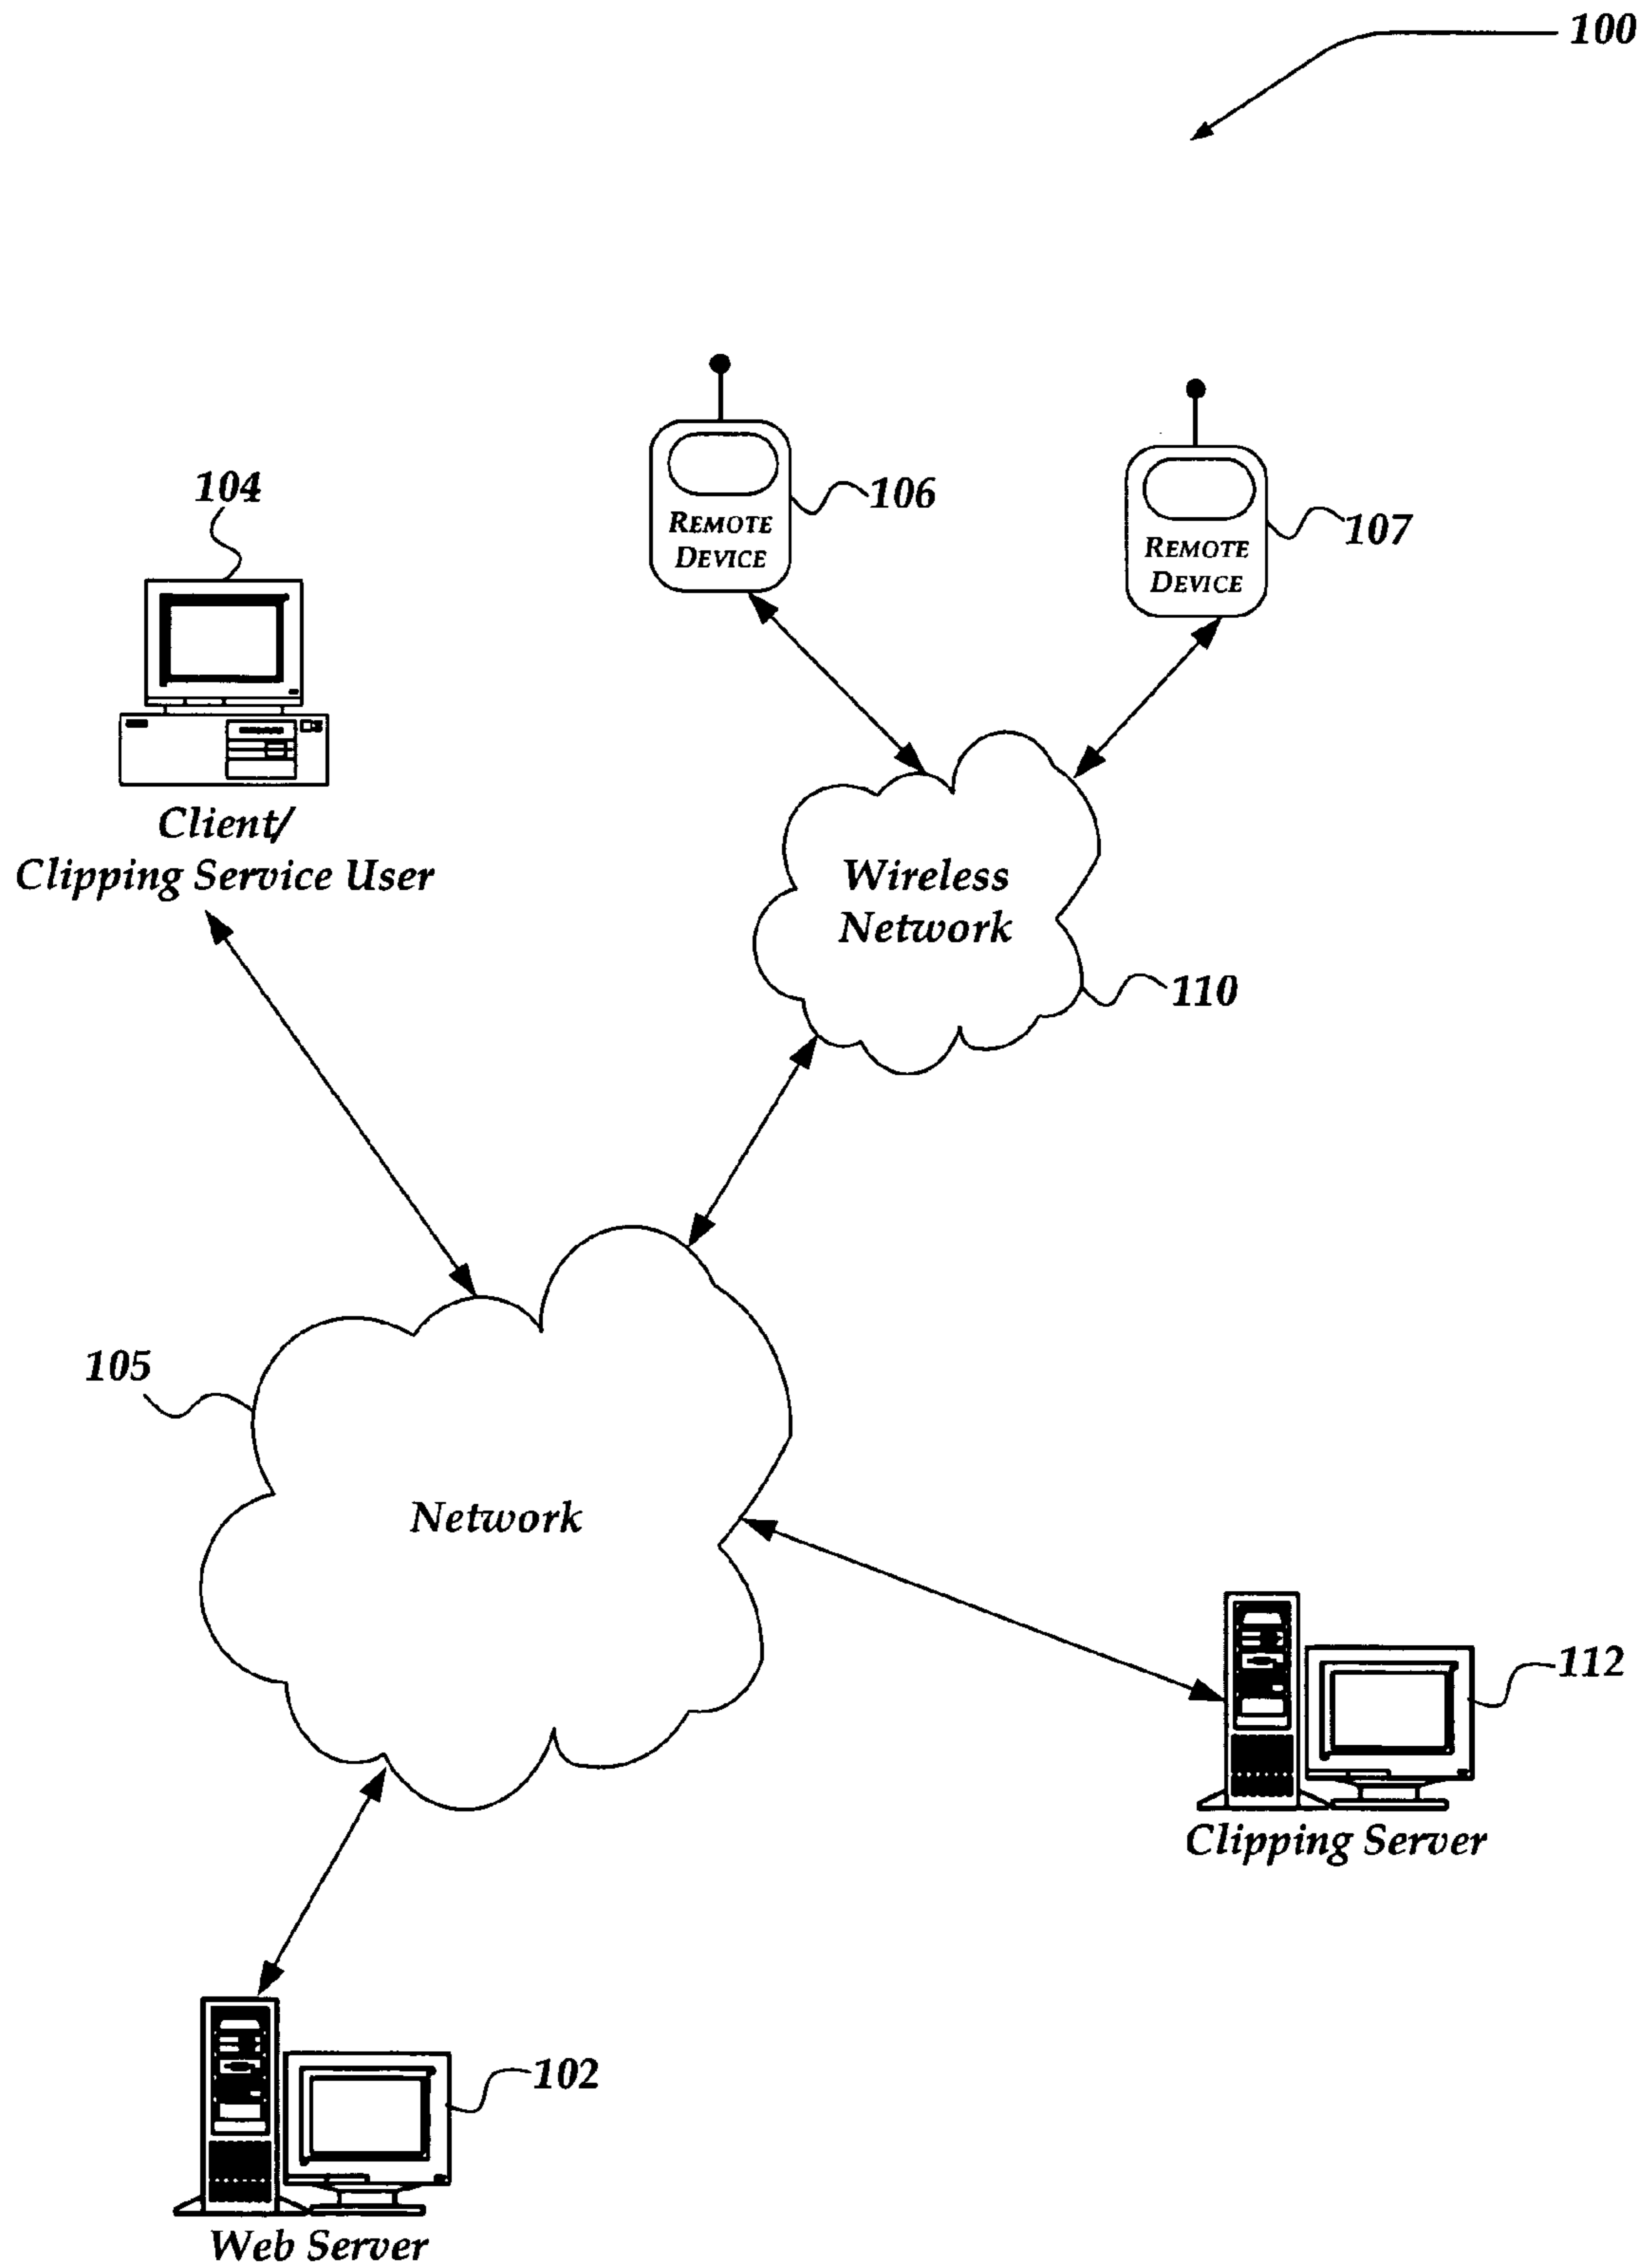 100
104
106
107
REMOTE
DEVICE
REMOTE
DEVICE
Client/
Clipping Service User
Wireless
Network
110
105
Network
112
Clipping Server
102
Web Server